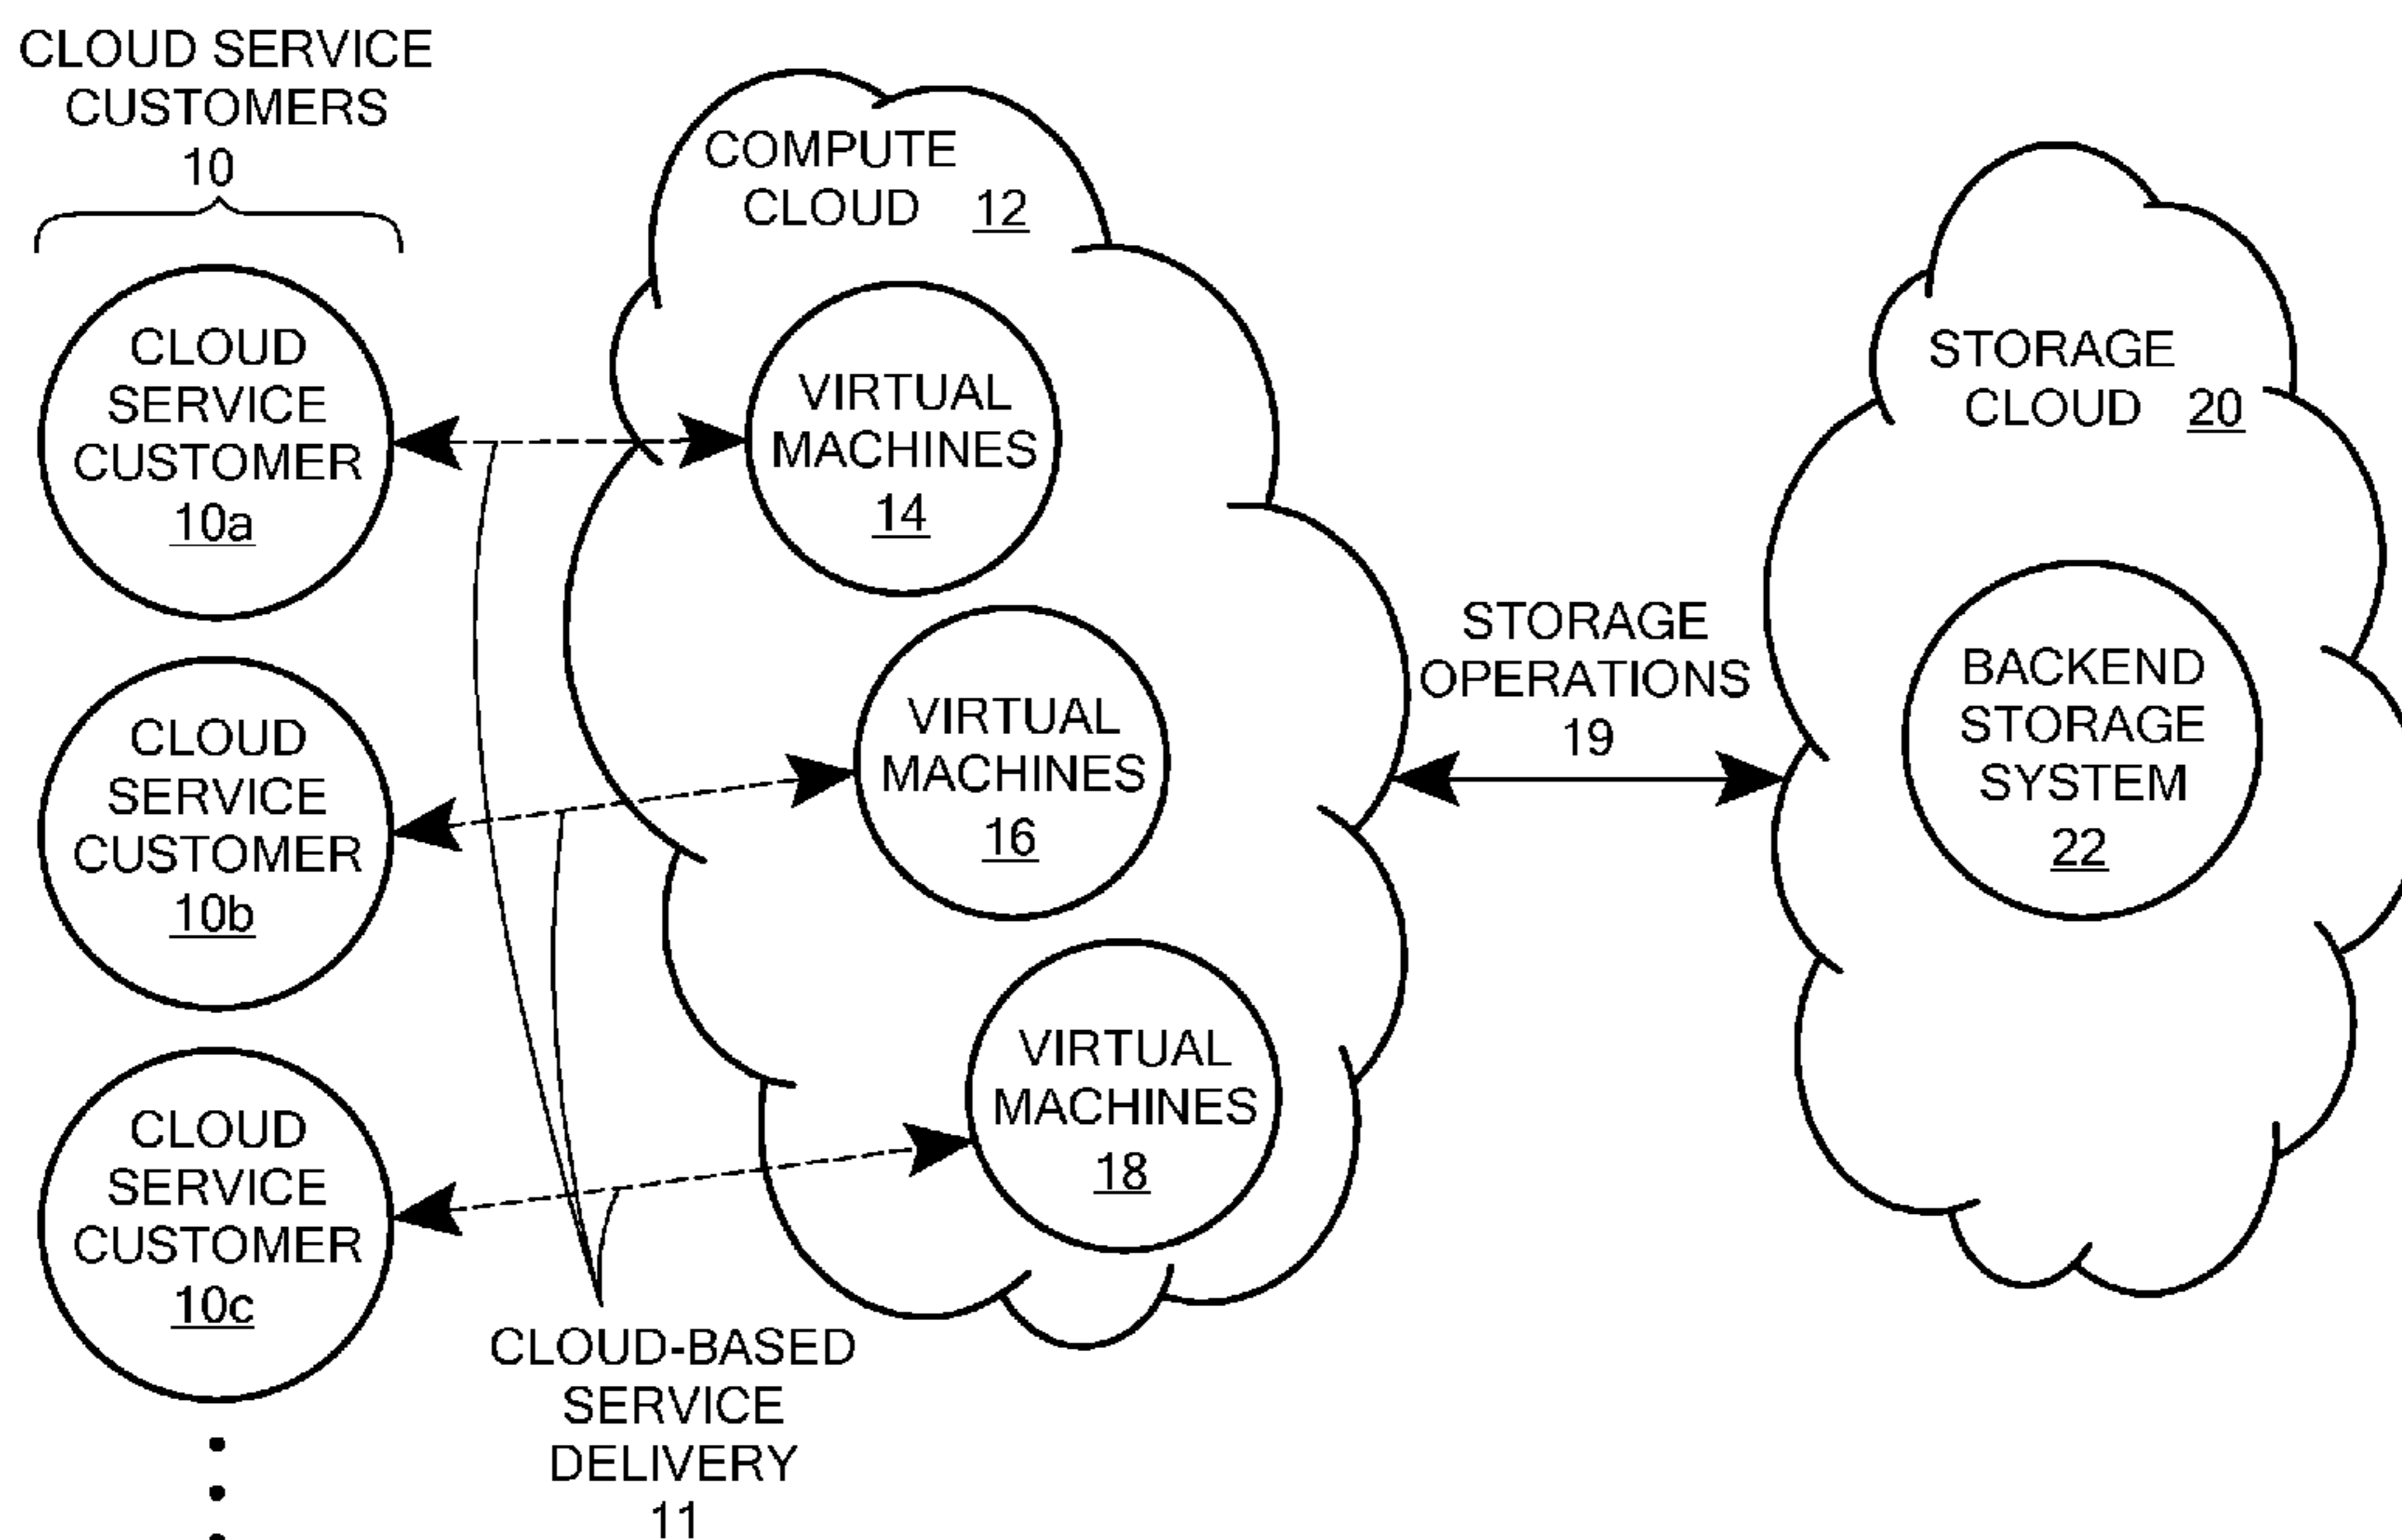 CLOUD SERVICE
CUSTOMERS
10
CLOUD
SERVICE
CUSTOMER
10a
CLOUD
SERVICE
CUSTOMER
10b
CLOUD
SERVICE
CUSTOMER
10c
CLOUD-BASED
SERVICE
DELIVERY
11
COMPUTE
CLOUD 12
VIRTUAL
MACHINES
14
VIRTUAL
MACHINES
16
VIRTUAL
MACHINES
18
STORAGE
OPERATIONS
19
STORAGE
CLOUD 20
BACKEND
STORAGE
SYSTEM
22